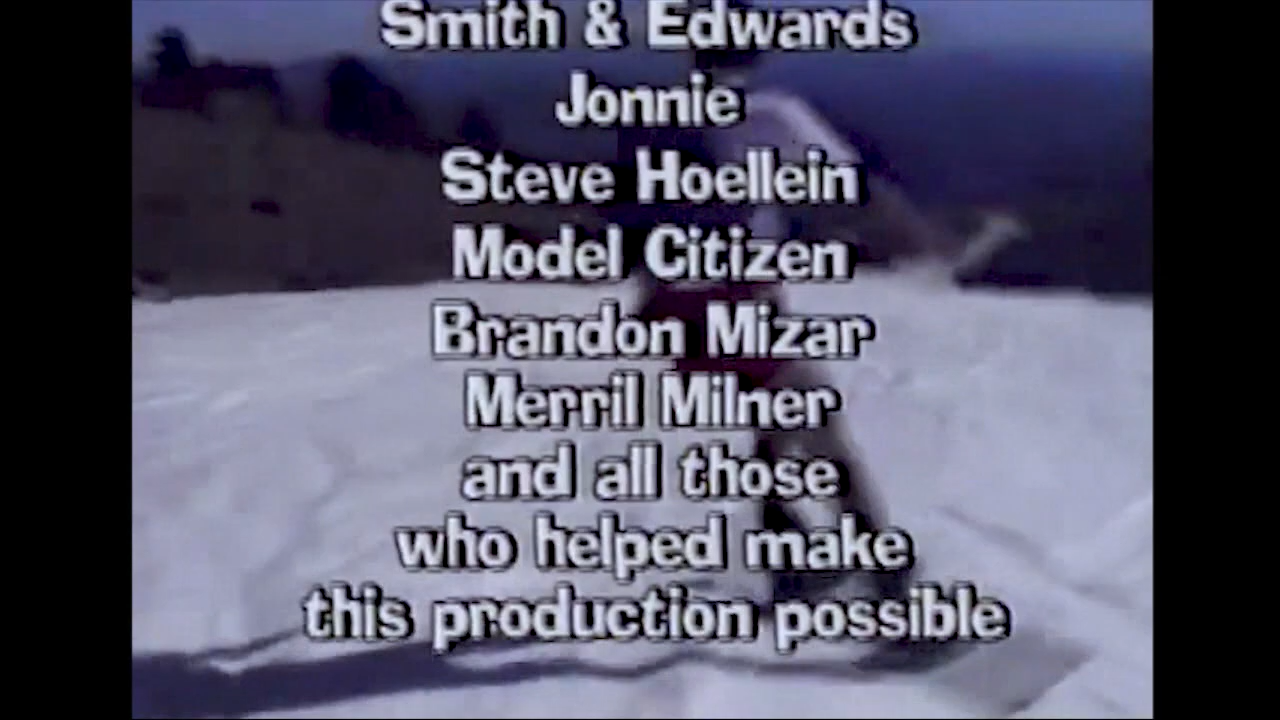 Smith & Edwards
Jonnie
Steve Hoellein
Model Citizen
Brandon Mizar
Merril Milner
and all those
who helped make
this production possible